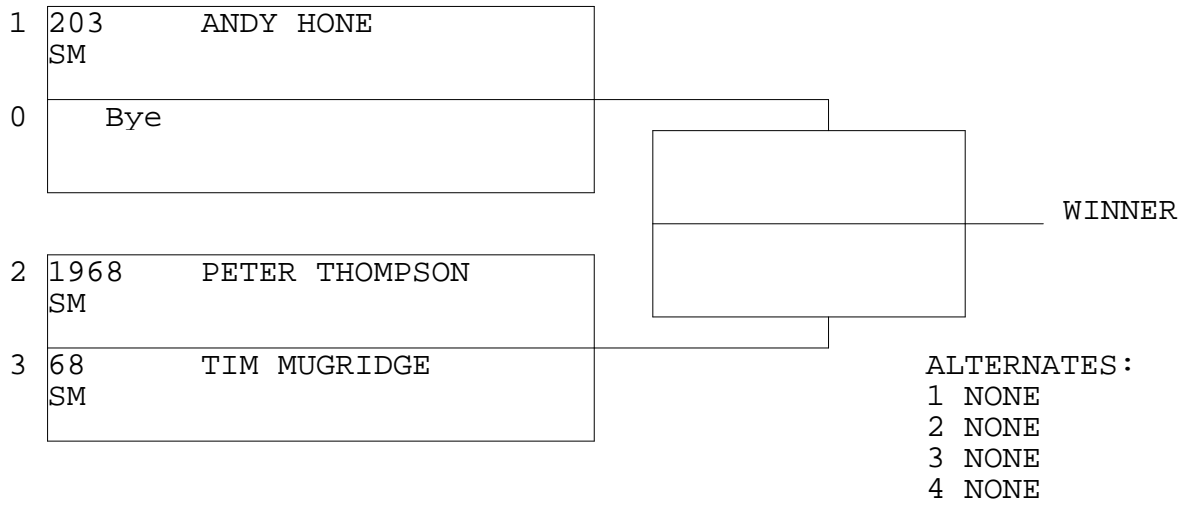 1 203 ANDY HONE
SM
0 Bye
WINNER
2 1968 PETER THOMPSON
SM
3 68 TIM MUGRIDGE
SM
ALTERNATES:
1 NONE
2 NONE
3 NONE
4 NONE